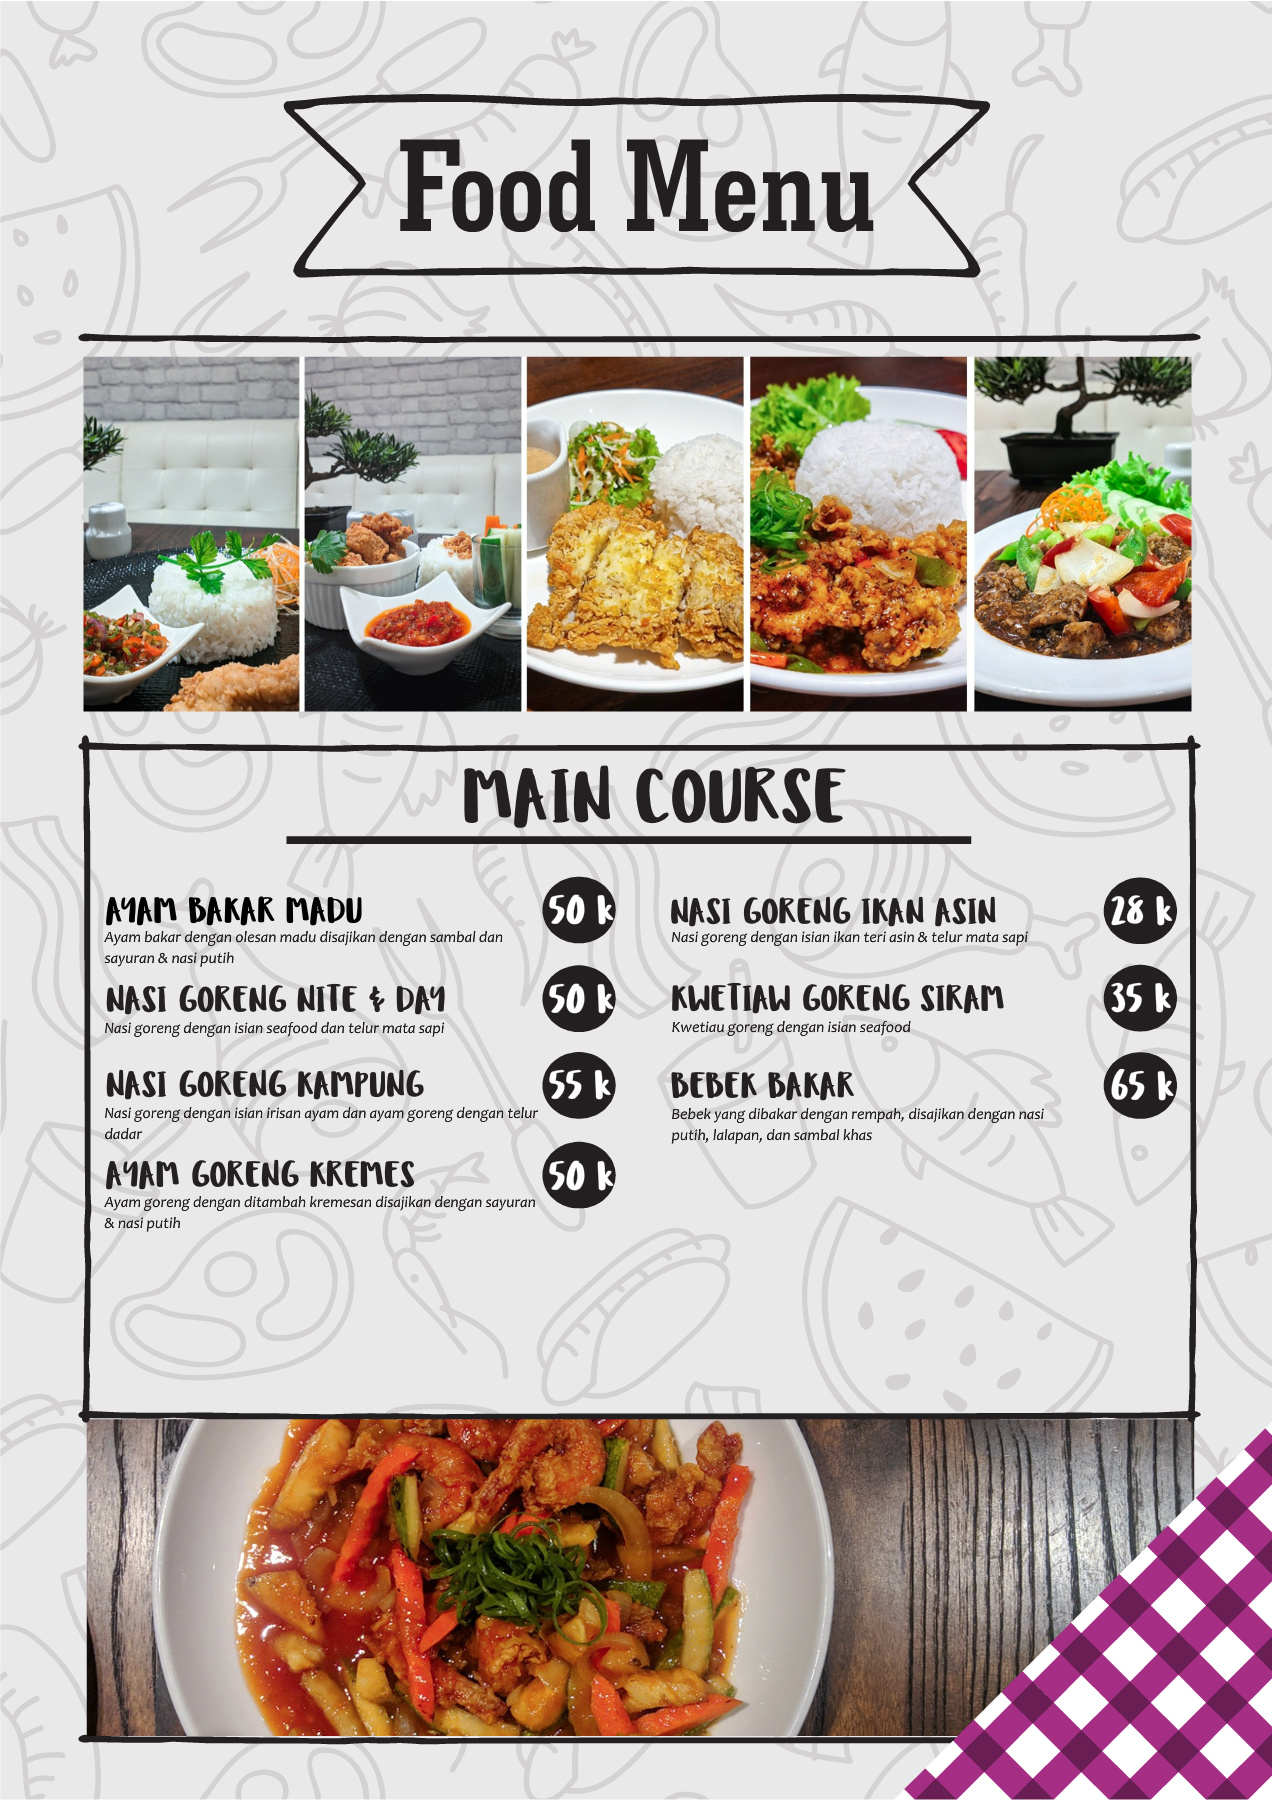 Food Menu
MAIN COURSE
AYAM BAKAR MADU 50 k
Ayam bakar dengan olesan madu disajikan dengan sambal dan
sayuran & nasi putih
NASI GORENG NITE & DAY 50 k
Nasi goreng dengan isian seafood dan telur mata sapi
NASI GORENG KAMPUNG 55 k
Nasi goreng dengan isian irisan ayam dan ayam goreng dengan telur
dadar
AYAM GORENG KREMES 50 k
Ayam goreng dengan ditambah kremesan disajikan dengan sayuran
& nasi putih
NASI GORENG IKAN ASIN 28 k
Nasi goreng dengan isian ikan teri asin & telur mata sapi
KWETIAW GORENG SIRAM 35 k
Kwetiau goreng dengan isian seafood
BEBEK BAKAR 65 k
Bebek yang dibakar dengan rempah, disajikan dengan nasi
putih, lalapan, dan sambal khas